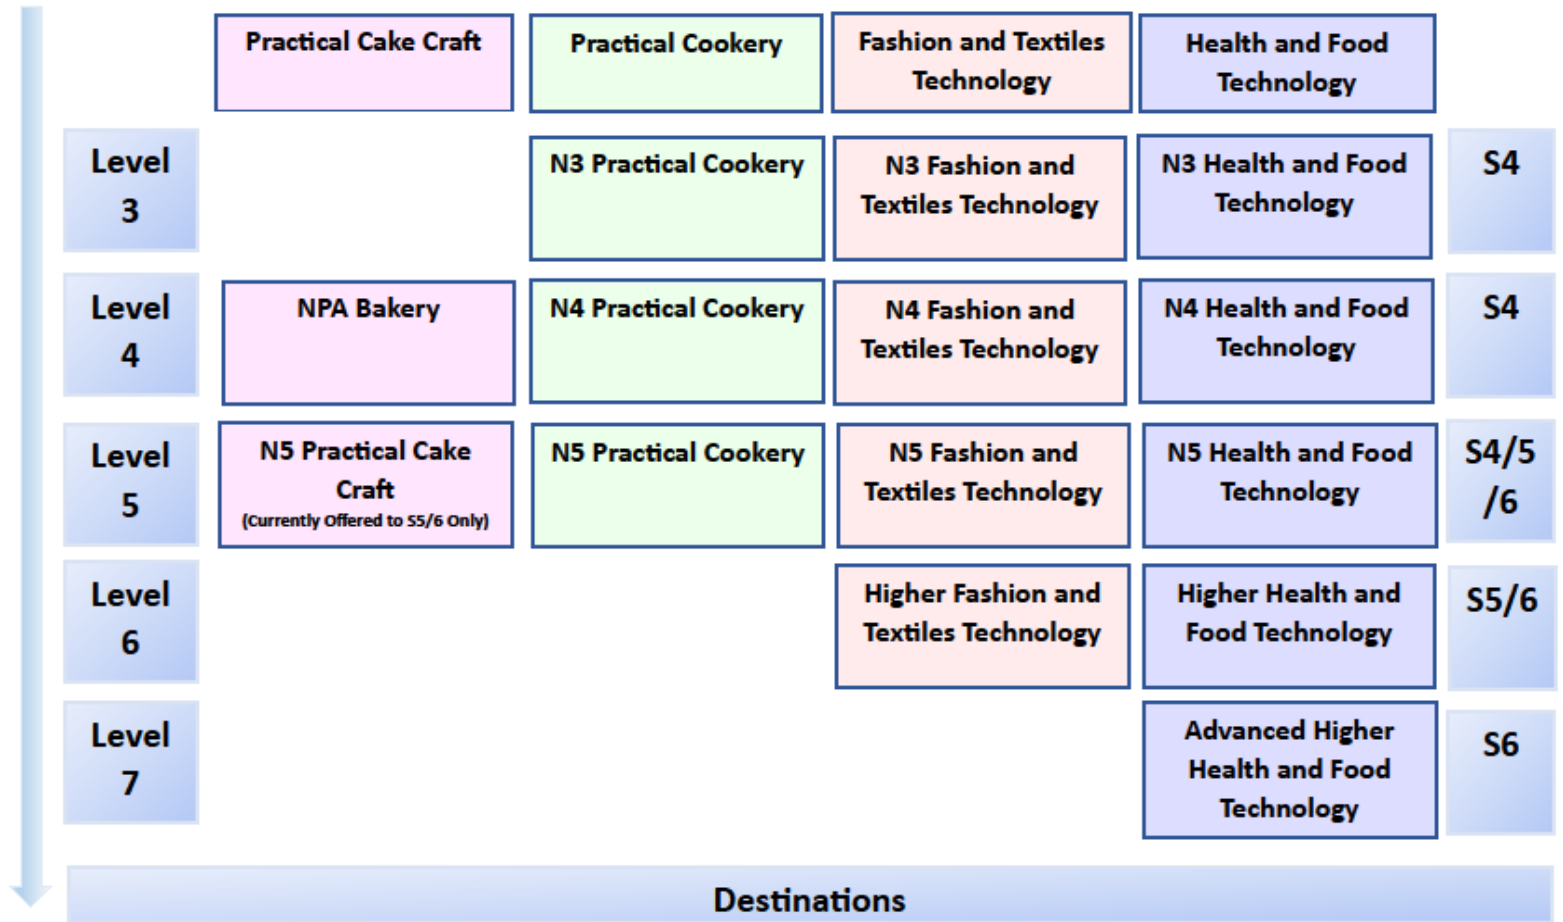 Practical Cake Craft
Practical Cookery
Fashion and Textiles
Technology
Health and Food
Technology
Level
3
N3 Practical Cookery
N3 Fashion and
Textiles Technology
N3 Health and Food
Technology
S4
Level
4
NPA Bakery
N4 Practical Cookery
N4 Fashion and
Textiles Technology
N4 Health and Food
Technology
S4
Level
5
N5 Practical Cake
Craft
(Currently Offered to S5/6 Only)
N5 Practical Cookery
N5 Fashion and
Textiles Technology
N5 Health and Food
Technology
S4/5
/6
Level
6
Higher Fashion and
Textiles Technology
Higher Health and
Food Technology
S5/6
Level
7
Advanced Higher
Health and Food
Technology
S6
Destinations